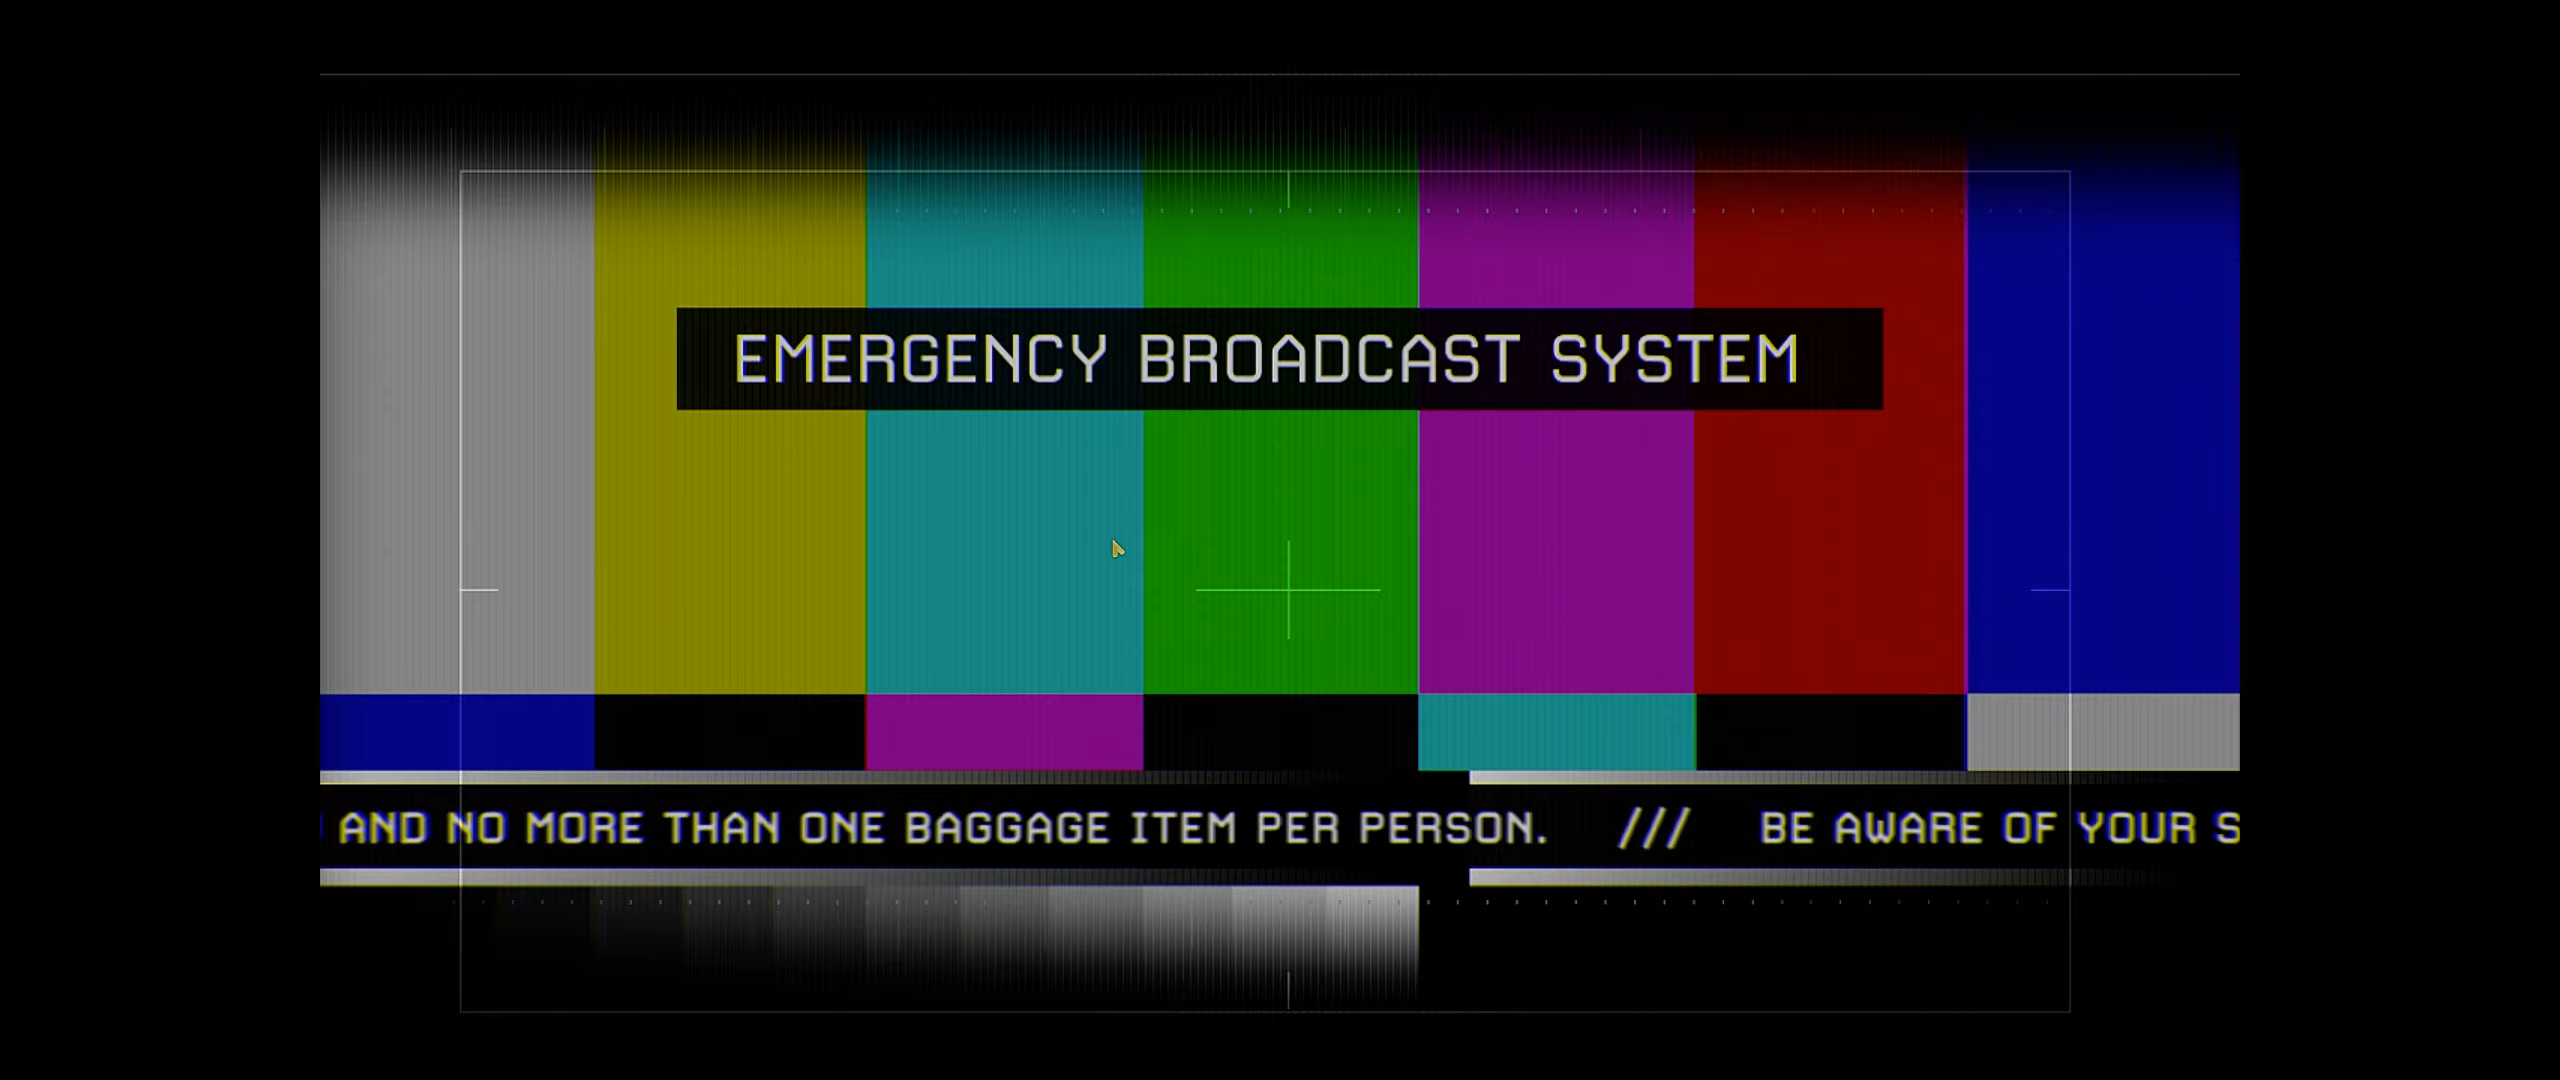 EMERGENCY BROADCAST SYSTEM
AND NO MORE THAN ONE BAGGAGE ITEM PER PERSON. /// BE AWARE OF YOUR S